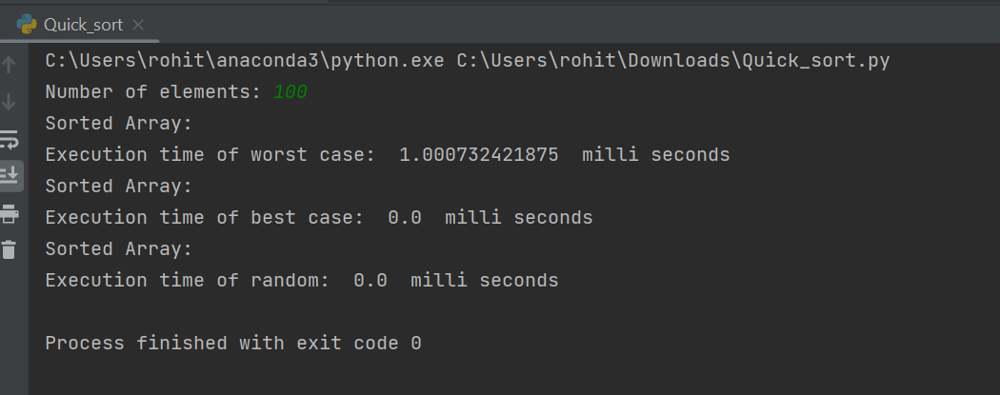 Quick_sort
C:\Users\rohit\anaconda3\python.exe C:\Users\rohit\Downloads\Quick_sort.py
Number of elements: 100
Sorted Array:
Execution time of worst case:  1.000732421875  milli seconds
Sorted Array:
Execution time of best case:  0.0  milli seconds
Sorted Array:
Execution time of random:  0.0  milli seconds
Process finished with exit code 0